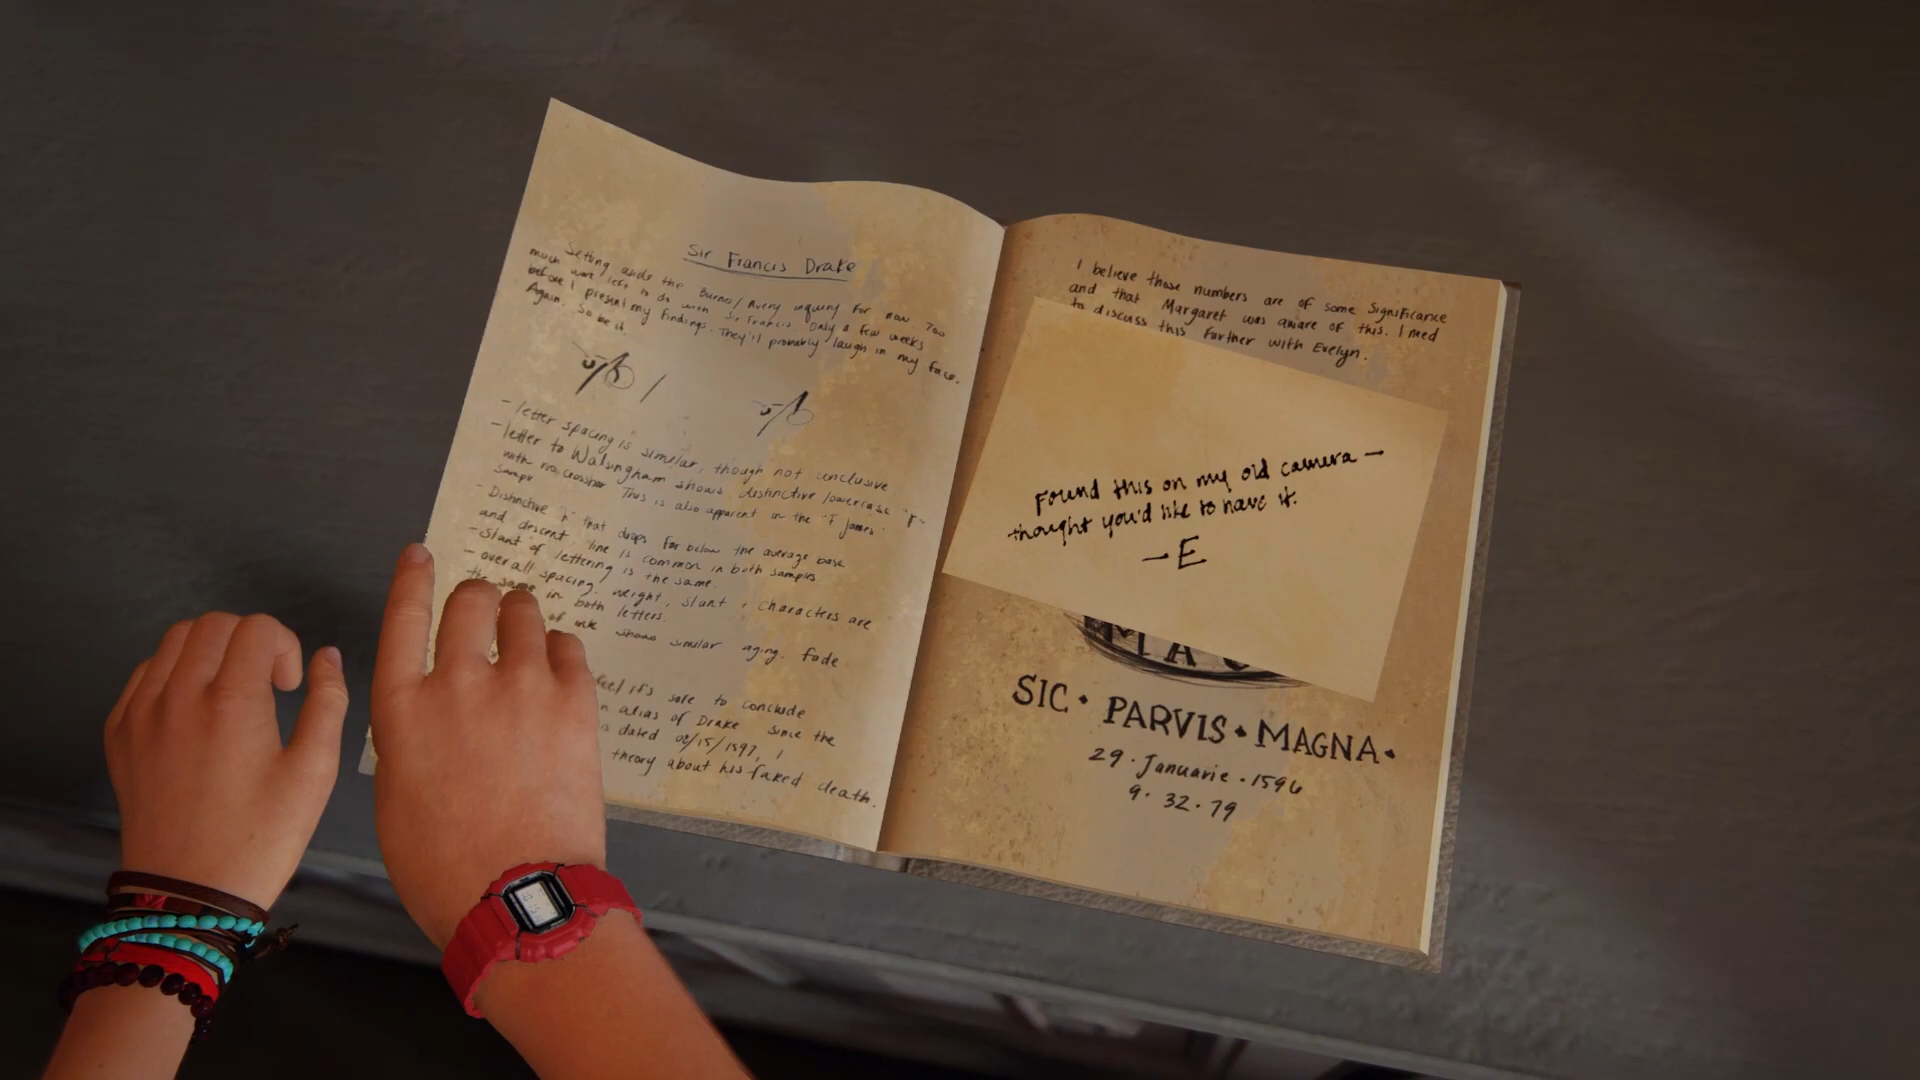 Sir Francis Drake
Setting aside the Burnes/Avery inquiry for now. Too
much work left to do with Sir Francis. Only a few weeks
before I present my findings. They'll probably laugh in my face.
Again. So be it.
- letter spacing is similar, though not conclusive.
- letter to Walsingham shows distinctive lowercase "F"
with no crossbar This is also apparent in the "F James"
- Distinctive that drops far below the average base
and descent line is common in both samples
- Slant of lettering is the same.
- overall spacing, weight, slant + characters are
the same in both letters.
of ink shows similar aging. fade
feel it's safe to conclude
alias of Drake since the
dated 02/15/1597, I
theory about his faked death.
I believe those numbers are of some significance
and that Margaret was aware of this. I need
to discuss this further with Evelyn.
Found this on my old camera —
thought you'd like to have it.
— E
SIC • PARVIS • MAGNA •
29 • Januarie • 1596
9 • 32 • 79